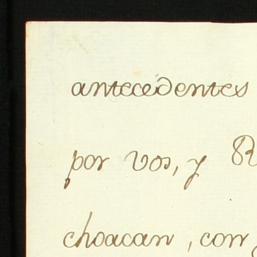 antecedentes
por vos, y R
choacan, con